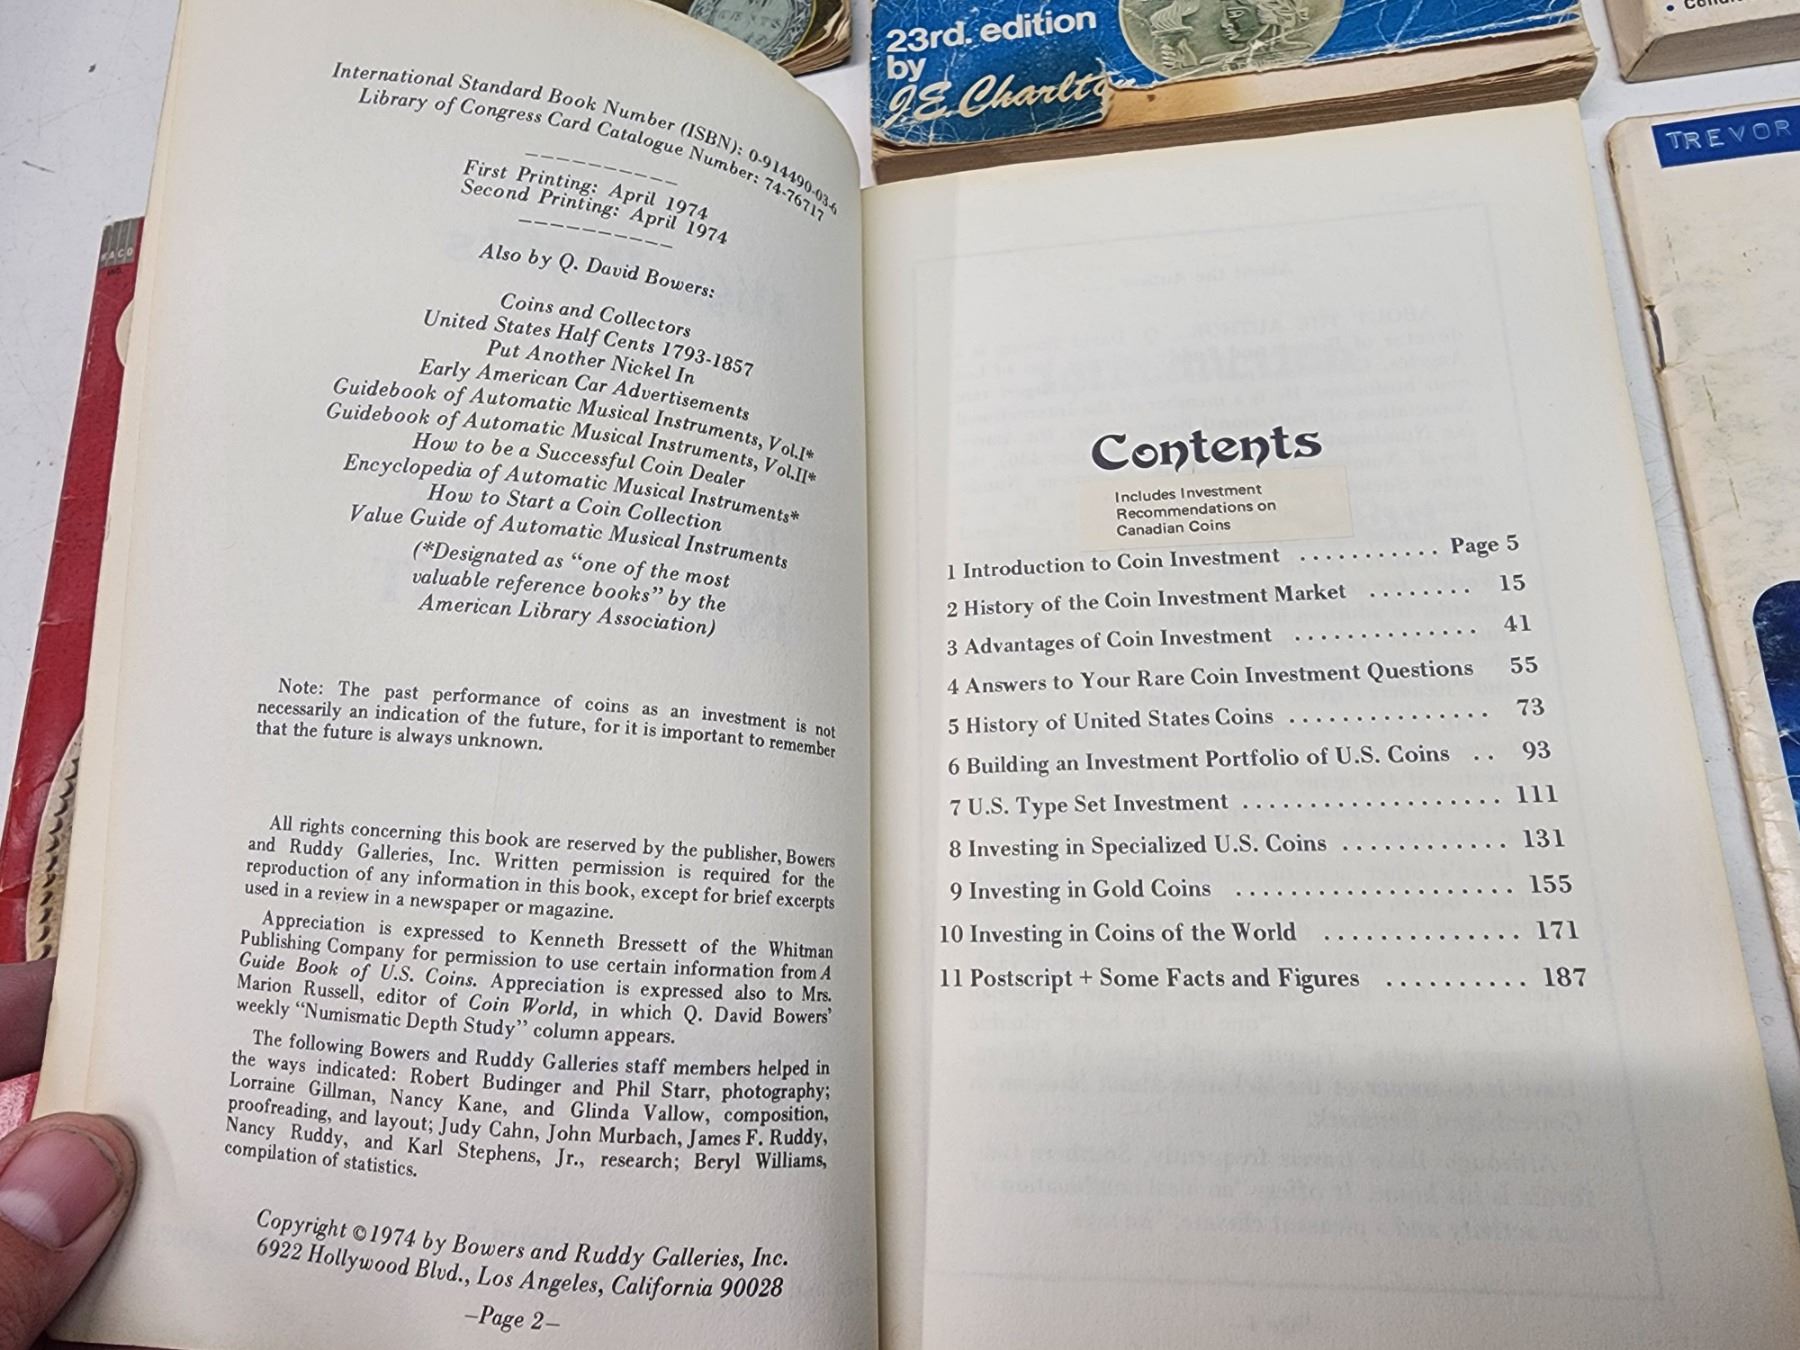 International Standard Book Number (ISBN): 0-914490-03-6
Library of Congress Card Catalogue Number: 74-76717
First Printing: April 1974
Second Printing: April 1974
Also by Q. David Bowers:
Coins and Collectors
United States Half Cents 1793-1857
Put Another Nickel In
Early American Car Advertisements
Guidebook of Automatic Musical Instruments, Vol.I*
Guidebook of Automatic Musical Instruments, Vol.II*
How to be a Successful Coin Dealer
Encyclopedia of Automatic Musical Instruments*
How to Start a Coin Collection
Value Guide of Automatic Musical Instruments
(*Designated as “one of the most
valuable reference books” by the
American Library Association)
Note: The past performance of coins as an investment is not
necessarily an indication of the future, for it is important to remember
that the future is always unknown.
All rights concerning this book are reserved by the publisher, Bowers
and Ruddy Galleries, Inc. Written permission is required for the
reproduction of any information in this book, except for brief excerpts
used in a review in a newspaper or magazine.
Appreciation is expressed to Kenneth Bressett of the Whitman
Publishing Company for permission to use certain information from A
Guide Book of U.S. Coins. Appreciation is expressed also to Mrs.
Marion Russell, editor of Coin World, in which Q. David Bowers’
weekly “Numismatic Depth Study” column appears.
The following Bowers and Ruddy Galleries staff members helped in
the ways indicated: Robert Budinger and Phil Starr, photography;
Lorraine Gillman, Nancy Kane, and Glinda Vallow, composition,
proofreading, and layout; Judy Cahn, John Murbach, James F. Ruddy,
Nancy Ruddy, and Karl Stephens, Jr., research; Beryl Williams,
compilation of statistics.
Copyright ©1974 by Bowers and Ruddy Galleries, Inc.
6922 Hollywood Blvd., Los Angeles, California 90028
–Page 2–
Contents
Includes Investment
Recommendations on
Canadian Coins
1 Introduction to Coin Investment ........... Page 5
2 History of the Coin Investment Market ........ 15
3 Advantages of Coin Investment .............. 41
4 Answers to Your Rare Coin Investment Questions 55
5 History of United States Coins ............... 73
6 Building an Investment Portfolio of U.S. Coins .. 93
7 U.S. Type Set Investment ................... 111
8 Investing in Specialized U.S. Coins ............ 131
9 Investing in Gold Coins ..................... 155
10 Investing in Coins of the World .............. 171
11 Postscript + Some Facts and Figures .......... 187
23rd. edition
by
J.E. Charlton
TREVOR
CENTS